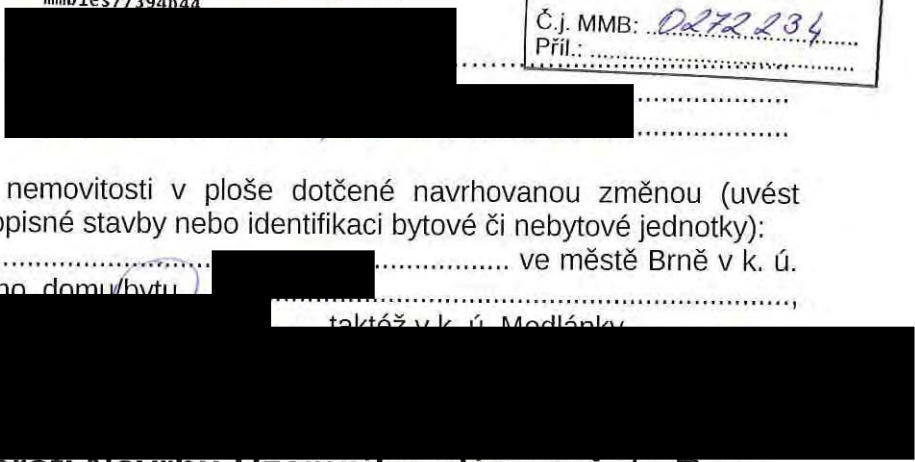 Č.j. MMB: 0272234
Příl.:
nemovitosti v ploše dotčené navrhovanou změnou (uvést
opisné stavby nebo identifikaci bytové či nebytové jednotky):
ve městě Brně v k. ú.
domu/bytu
taktéž v k. ú. Medlánky